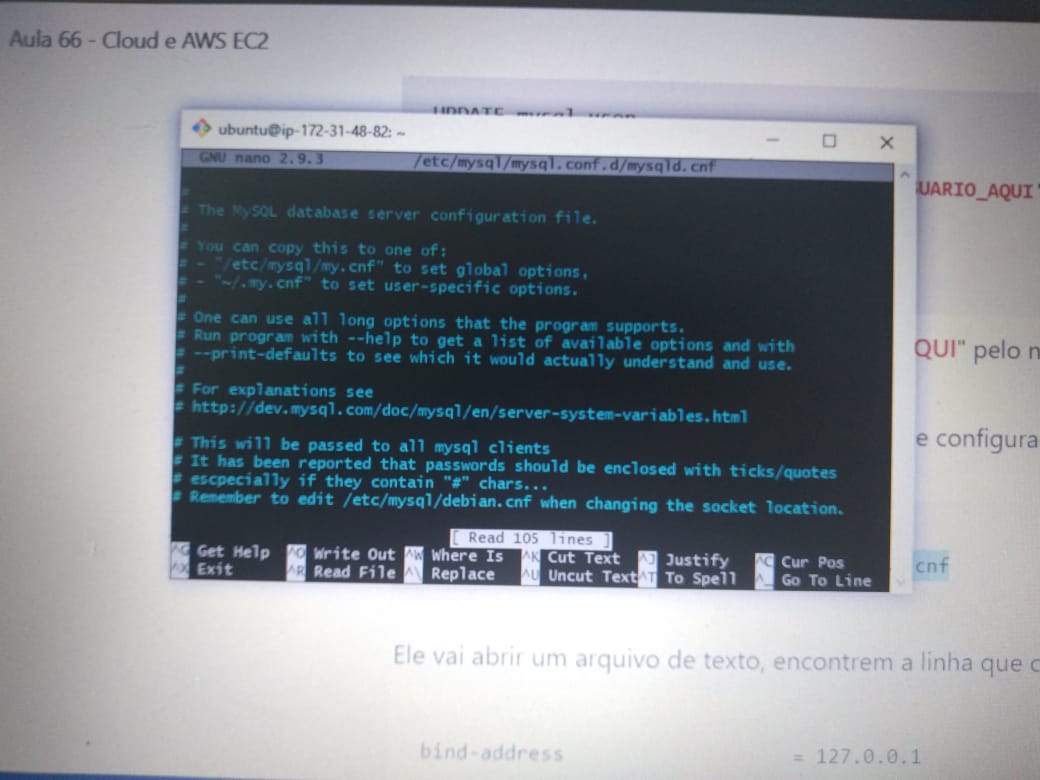 Aula 66 - Cloud e AWS EC2
UPDATE mysql.user
ubuntu@ip-172-31-48-82: ~
GNU nano 2.9.3 /etc/mysql/mysql.conf.d/mysqld.cnf
UARIO_AQUI'
#
# The MySQL database server configuration file.
#
# You can copy this to one of:
# - "/etc/mysql/my.cnf" to set global options,
# - "~/.my.cnf" to set user-specific options.
#
# One can use all long options that the program supports.
# Run program with --help to get a list of available options and with
# --print-defaults to see which it would actually understand and use.
#
QUI" pelo n
# For explanations see
# http://dev.mysql.com/doc/mysql/en/server-system-variables.html
e configura
# This will be passed to all mysql clients
# It has been reported that passwords should be enclosed with ticks/quotes
# escpecially if they contain "#" chars...
# Remember to edit /etc/mysql/debian.cnf when changing the socket location.
[ Read 105 lines ]
^G Get Help ^O Write Out ^W Where Is ^K Cut Text ^J Justify ^C Cur Pos
^X Exit ^R Read File ^\ Replace ^U Uncut Text ^T To Spell ^_ Go To Line
cnf
Ele vai abrir um arquivo de texto, encontrem a linha que c
bind-address = 127.0.0.1